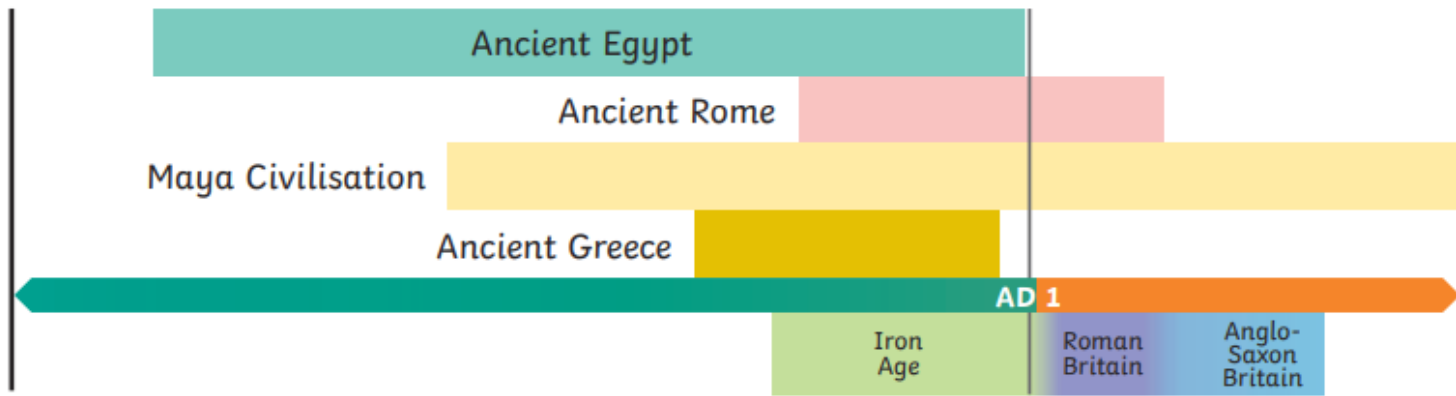 Ancient Egypt
Ancient Rome
Maya Civilisation
Ancient Greece
AD 1
Iron
Age
Roman
Britain
Anglo-
Saxon
Britain